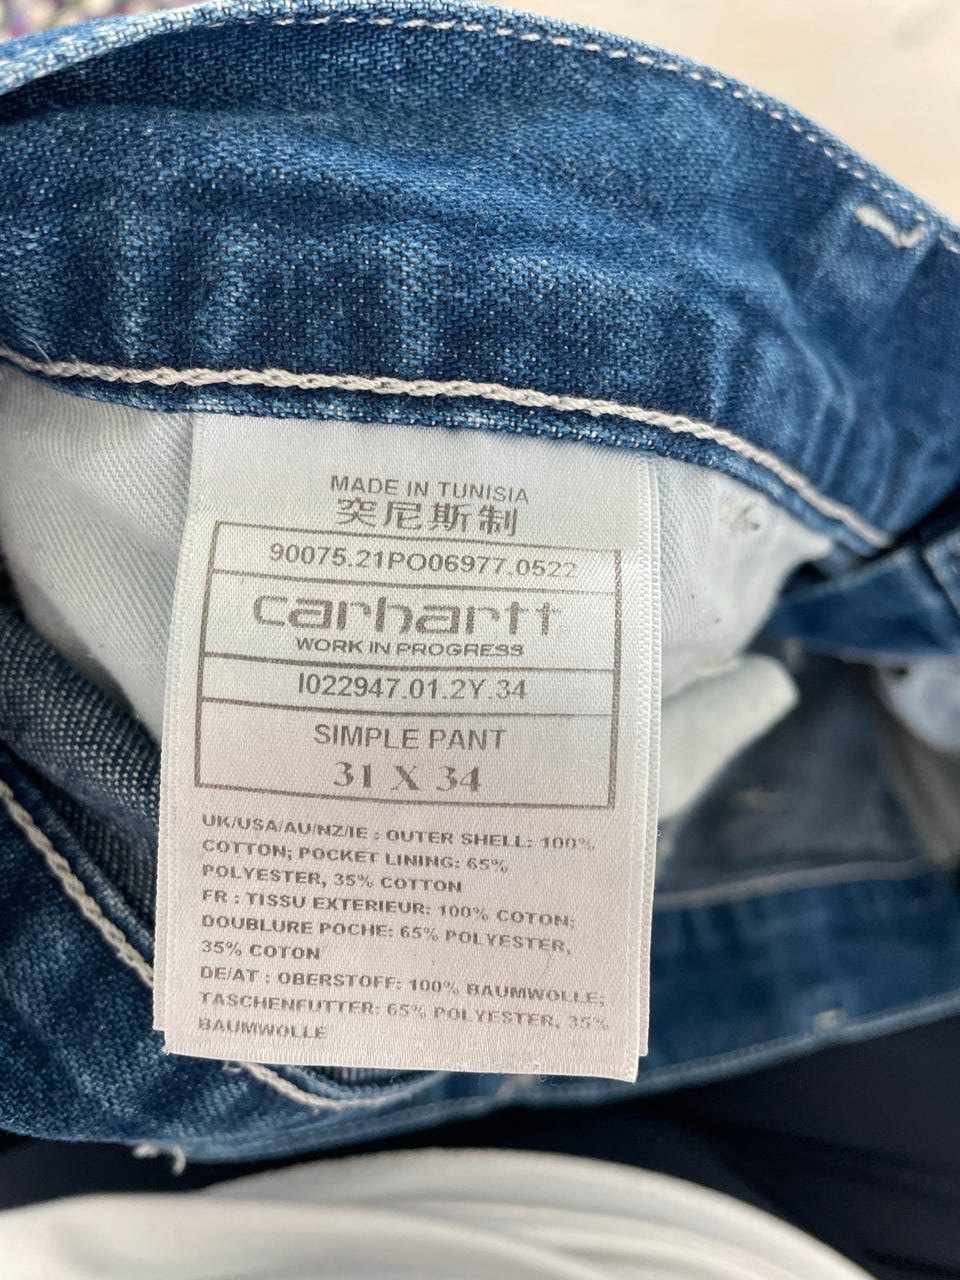 MADE IN TUNISIA
突尼斯制
90075.21PO06977.0522
carhartt
WORK IN PROGRESS
I022947.01.2Y.34
SIMPLE PANT
31 X 34
UK/USA/AU/NZ/IE : OUTER SHELL: 100%
COTTON; POCKET LINING: 65%
POLYESTER, 35% COTTON
FR : TISSU EXTERIEUR: 100% COTON;
DOUBLURE POCHE: 65% POLYESTER,
35% COTON
DE/AT : OBERSTOFF: 100% BAUMWOLLE;
TASCHENFUTTER: 65% POLYESTER, 35%
BAUMWOLLE